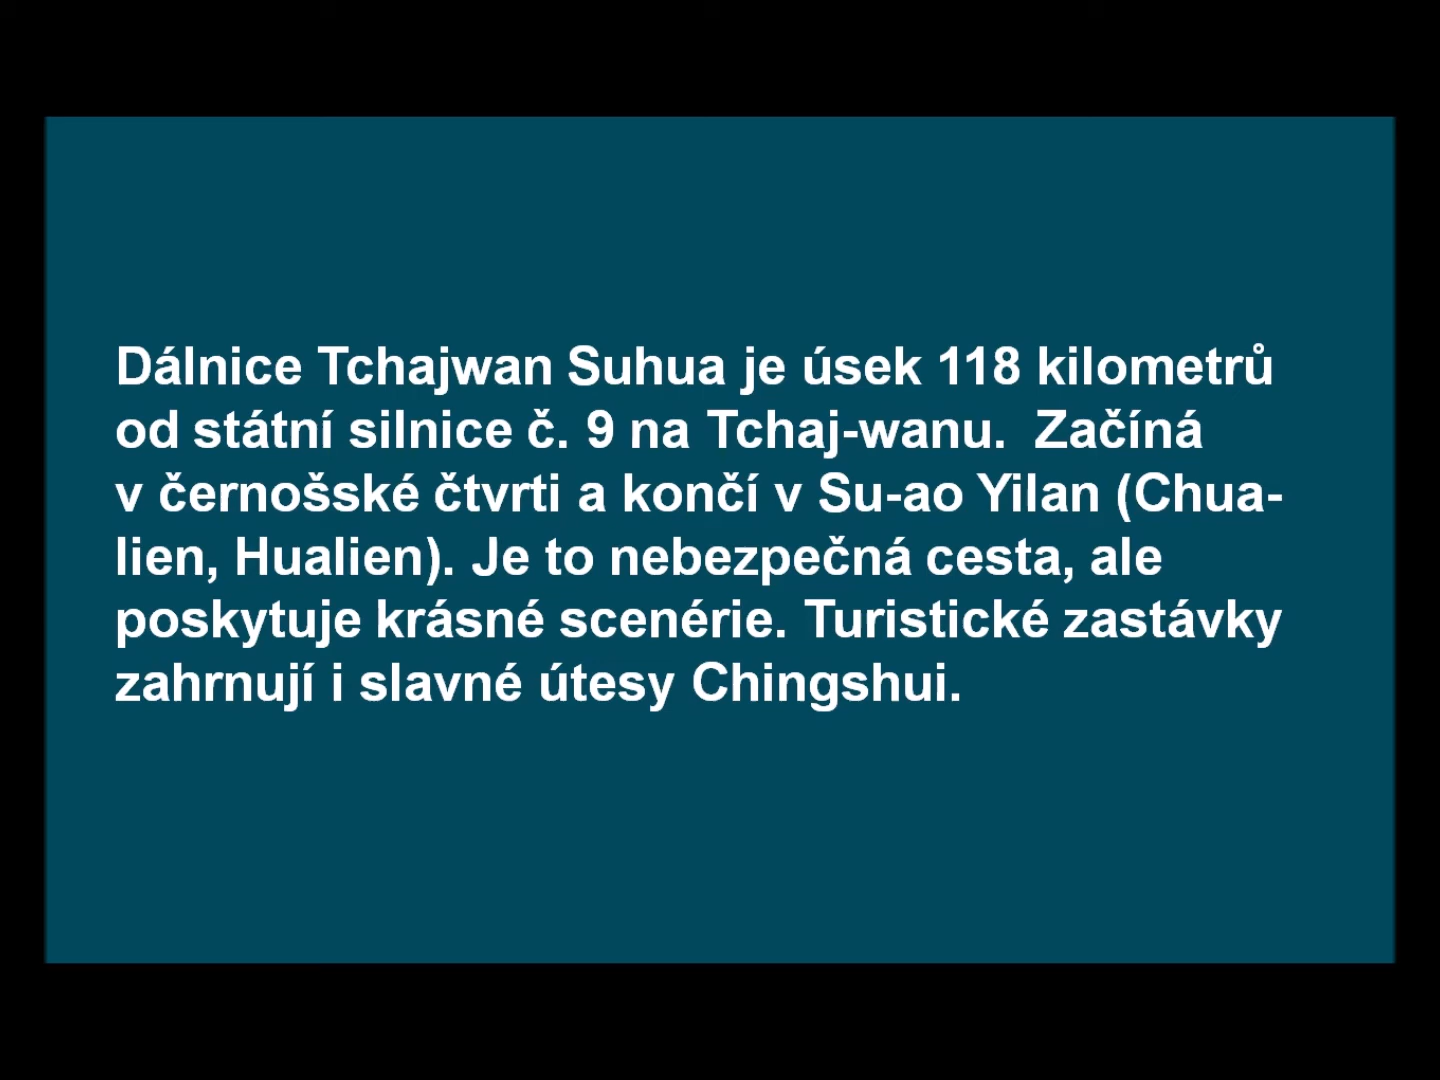 Dálnice Tchajwan Suhua je úsek 118 kilometrů
od státní silnice č. 9 na Tchaj-wanu.  Začíná
v černošské čtvrti a končí v Su-ao Yilan (Chua-
lien, Hualien). Je to nebezpečná cesta, ale
poskytuje krásné scenérie. Turistické zastávky
zahrnují i slavné útesy Chingshui.